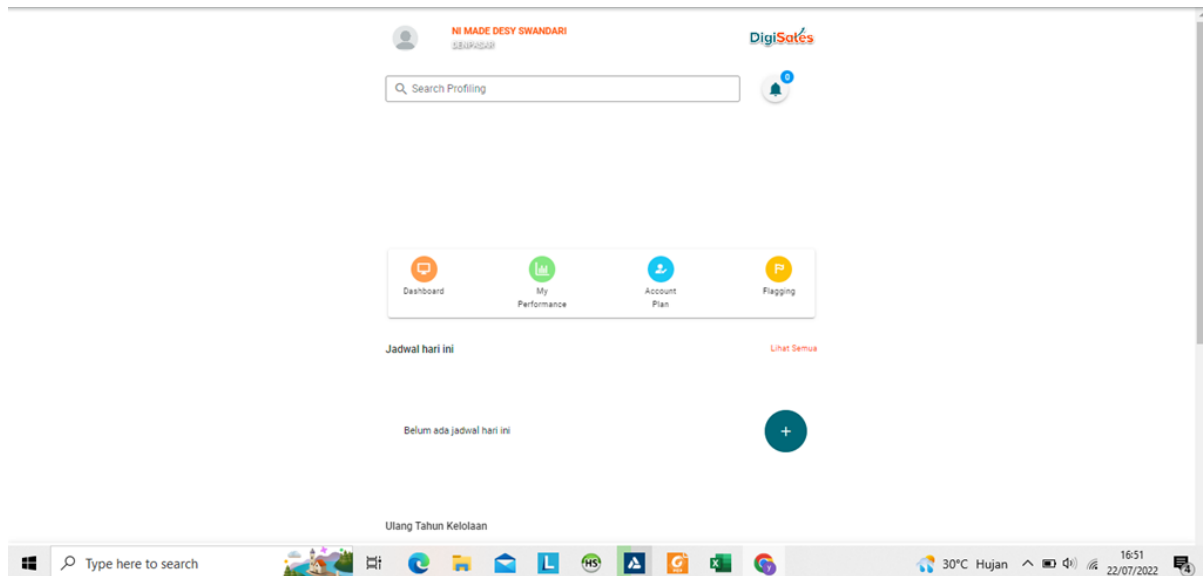 NI MADE DESY SWANDARI
DENPASAR
DigiSales
Search Profiling
0
Dashboard
My
Performance
Account
Plan
Flagging
Jadwal hari ini
Lihat Semua
Belum ada jadwal hari ini
+
Ulang Tahun Kelolaan
Type here to search
L
HS
X
30°C Hujan
16:51
22/07/2022
4